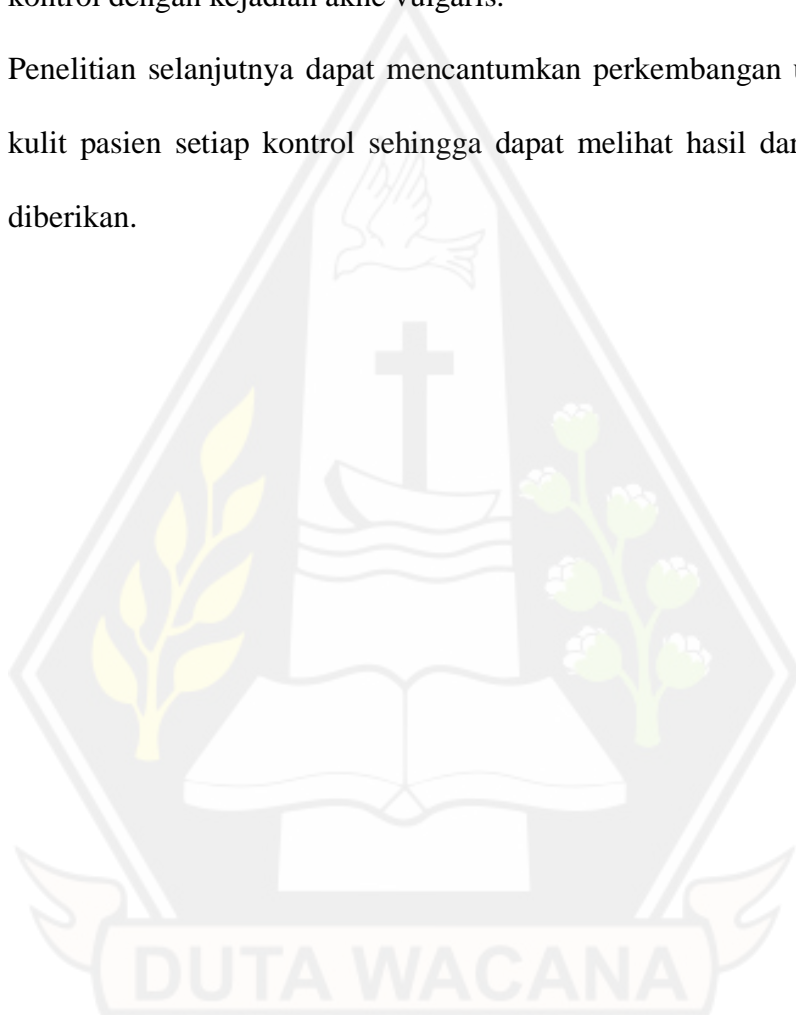 kontrol dengan kejadian akne vulgaris.
Penelitian selanjutnya dapat mencantumkan perkembangan
kulit pasien setiap kontrol sehingga dapat melihat hasil
diberikan.
DUTA WACANA